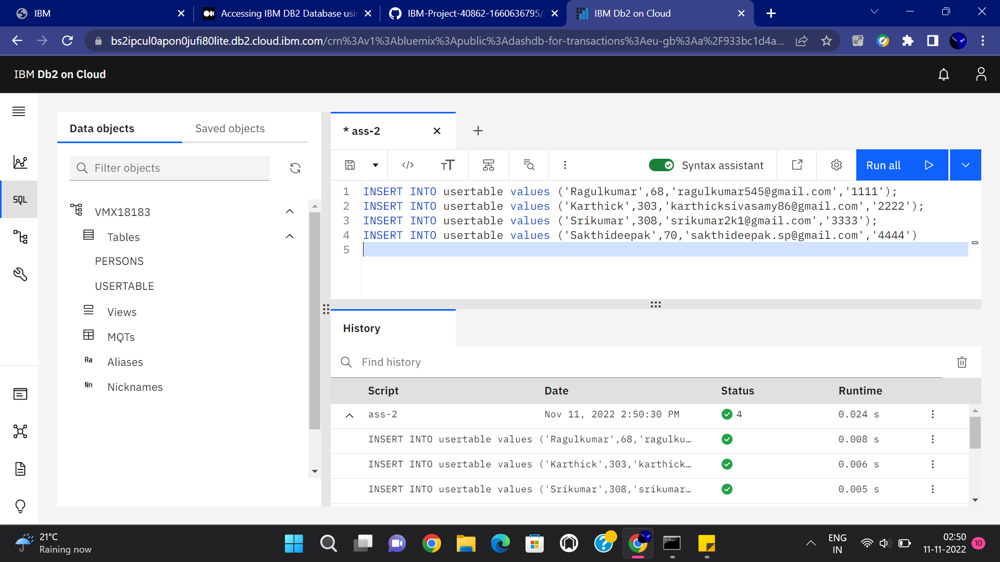 IBM
Accessing IBM DB2 Database usi
IBM-Project-40862-1660636795/
IBM Db2 on Cloud
bs2ipcul0apon0jufi80lite.db2.cloud.ibm.com/crn%3Av1%3Abluemix%3Apublic%3Adashdb-for-transactions%3Aeu-gb%3Aa%2F933bc1d4a...
IBM Db2 on Cloud
Data objects
Saved objects
Filter objects
SQL
VMX18183
Tables
PERSONS
USERTABLE
Views
MQTs
Aa Aliases
Nn Nicknames
* ass-2
Syntax assistant
Run all
1 INSERT INTO usertable values ('Ragulkumar',68,'ragulkumar545@gmail.com','1111');
2 INSERT INTO usertable values ('Karthick',303,'karthicksivasamy86@gmail.com','2222');
3 INSERT INTO usertable values ('Srikumar',308,'srikumar2k1@gmail.com','3333');
4 INSERT INTO usertable values ('Sakthideepak',70,'sakthideepak.sp@gmail.com','4444')
5
History
Find history
Script Date Status Runtime
ass-2 Nov 11, 2022 2:50:30 PM 4 0.024 s
INSERT INTO usertable values ('Ragulkumar',68,'ragulku… 0.008 s
INSERT INTO usertable values ('Karthick',303,'karthick… 0.006 s
INSERT INTO usertable values ('Srikumar',308,'srikumar… 0.005 s
21°C
Raining now
ENG
IN
02:50
11-11-2022
10